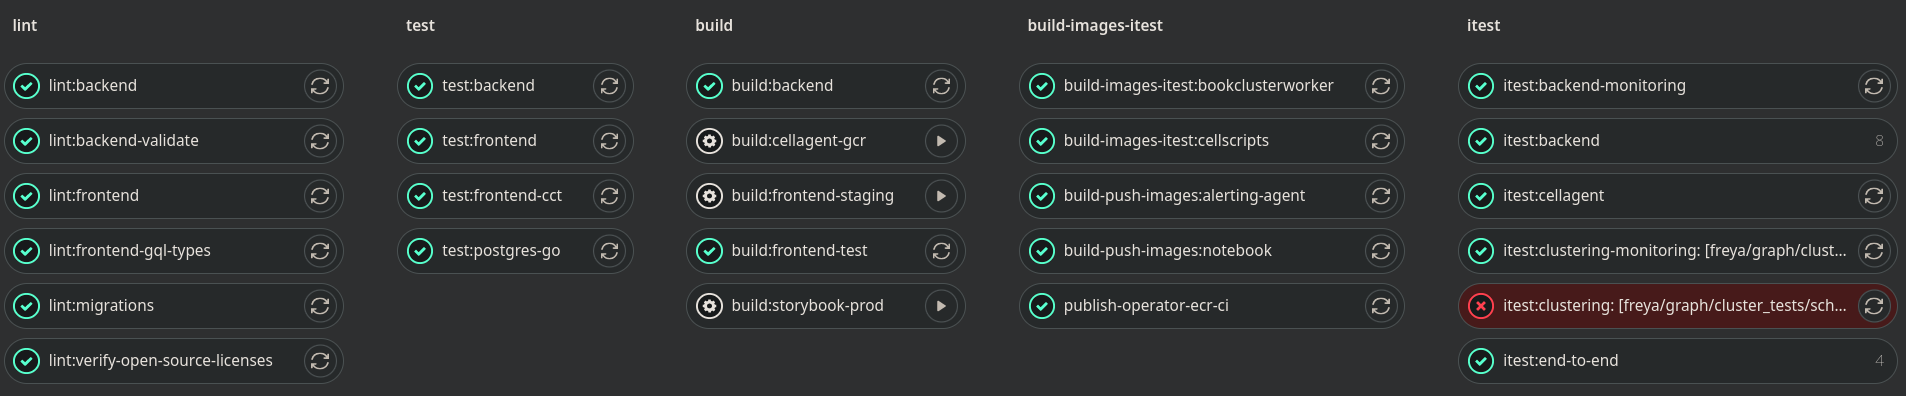 lint
lint:backend
lint:backend-validate
lint:frontend
lint:frontend-gql-types
lint:migrations
lint:verify-open-source-licenses
test
test:backend
test:frontend
test:frontend-cct
test:postgres-go
build
build:backend
build:cellagent-gcr
build:frontend-staging
build:frontend-test
build:storybook-prod
build-images-itest
build-images-itest:bookclusterworker
build-images-itest:cellscripts
build-push-images:alerting-agent
build-push-images:notebook
publish-operator-ecr-ci
itest
itest:backend-monitoring
itest:backend 8
itest:cellagent
itest:clustering-monitoring: [freya/graph/clust...
itest:clustering: [freya/graph/cluster_tests/sch...
itest:end-to-end 4